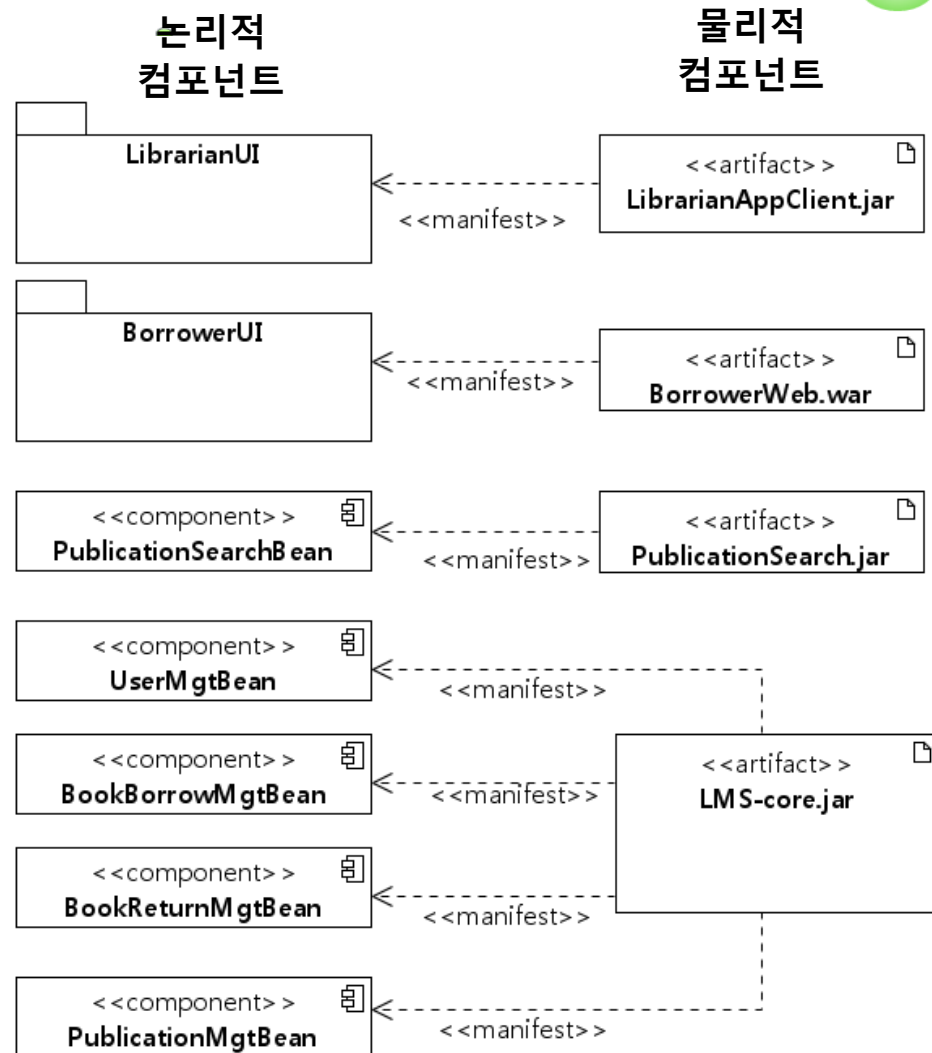 논리적
컴포넌트
물리적
컴포넌트
LibrarianUI
<<manifest>>
<<artifact>>
LibrarianAppClient.jar
BorrowerUI
<<manifest>>
<<artifact>>
BorrowerWeb.war
<<component>>
PublicationSearchBean
<<manifest>>
<<artifact>>
PublicationSearch.jar
<<component>>
UserMgtBean
<<manifest>>
<<component>>
BookBorrowMgtBean
<<manifest>>
<<artifact>>
LMS-core.jar
<<component>>
BookReturnMgtBean
<<manifest>>
<<component>>
PublicationMgtBean
<<manifest>>